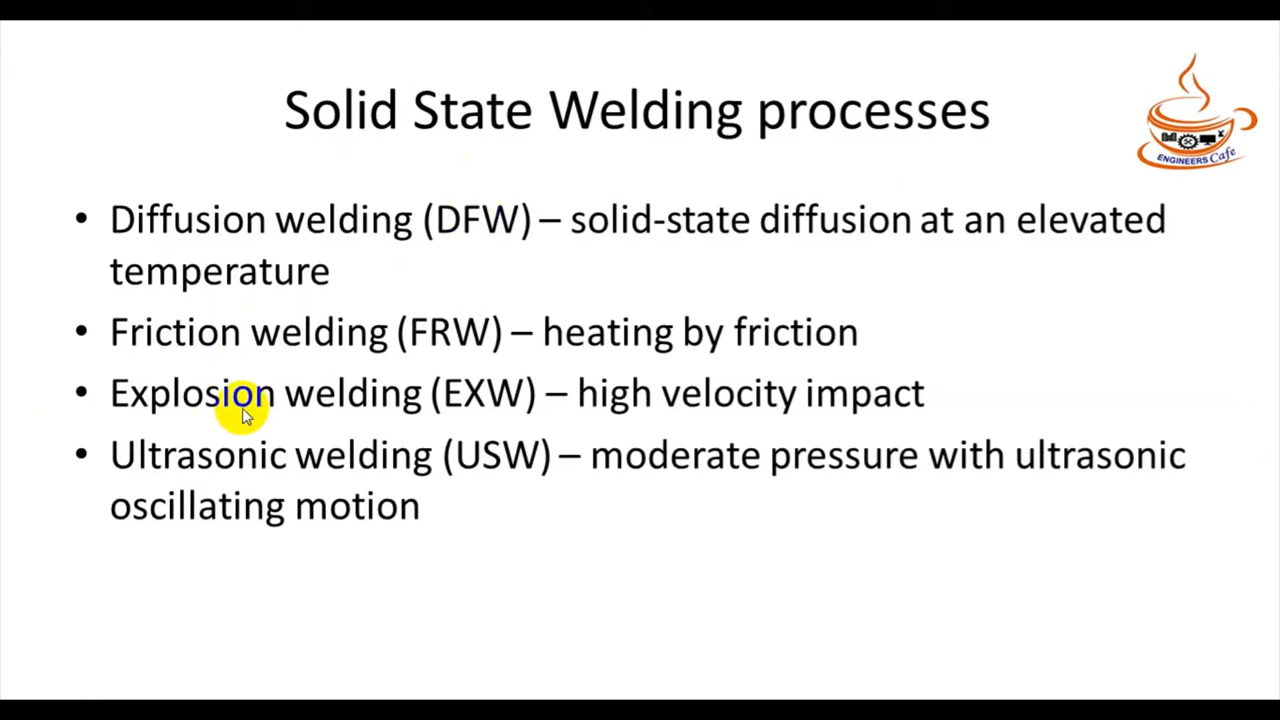 Solid State Welding processes
ENGINEERS Cafe
• Diffusion welding (DFW) – solid-state diffusion at an elevated
temperature
• Friction welding (FRW) – heating by friction
• Explosion welding (EXW) – high velocity impact
• Ultrasonic welding (USW) – moderate pressure with ultrasonic
oscillating motion